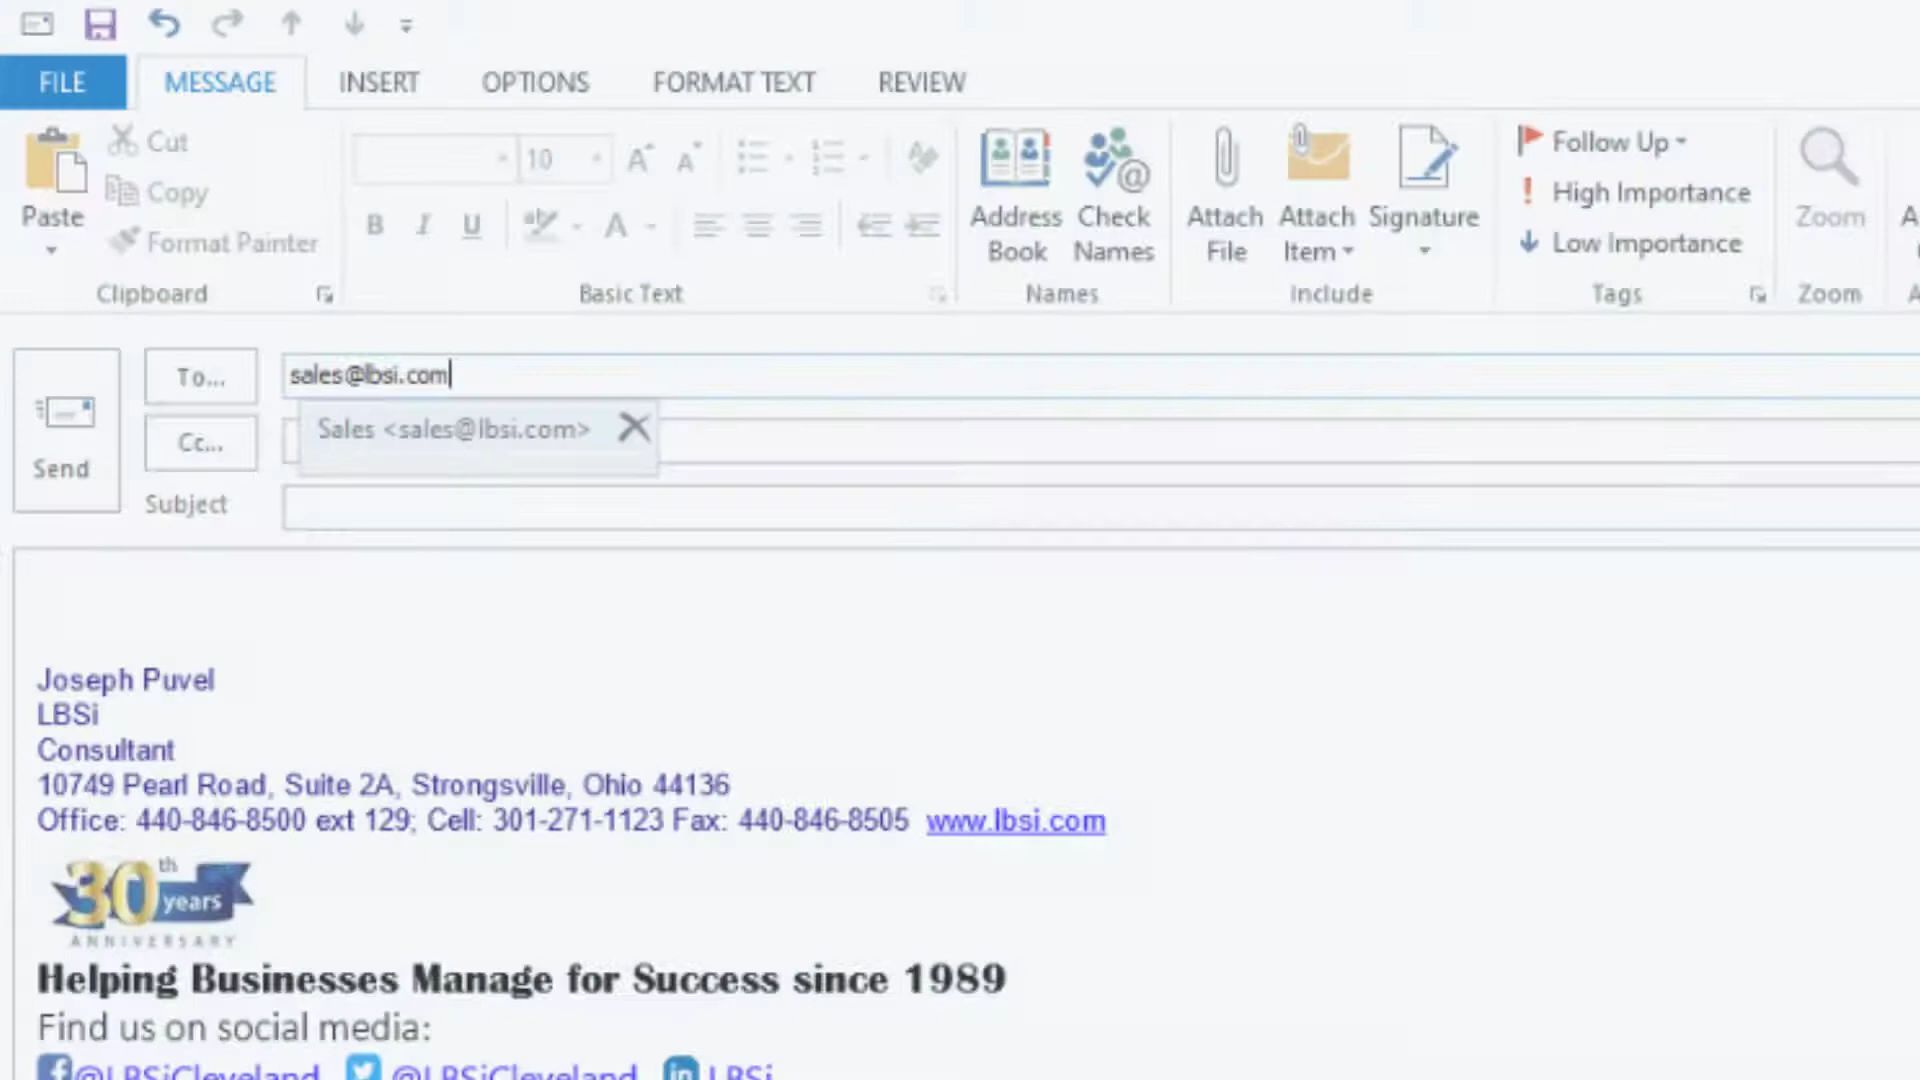 FILE MESSAGE INSERT OPTIONS FORMAT TEXT REVIEW
Paste
Cut
Copy
Format Painter
Clipboard
10
B I U
Basic Text
Address Book
Check Names
Names
Attach File
Attach Item
Signature
Include
Follow Up
High Importance
Low Importance
Tags
Zoom
Zoom
Send
To...
sales@lbsi.com
Sales <sales@lbsi.com>
Cc...
Subject
Joseph Puvel
LBSi
Consultant
10749 Pearl Road, Suite 2A, Strongsville, Ohio 44136
Office: 440-846-8500 ext 129; Cell: 301-271-1123 Fax: 440-846-8505 www.lbsi.com
30th years
ANNIVERSARY
Helping Businesses Manage for Success since 1989
Find us on social media:
@LBSiCleveland @LBSiCleveland LBSi